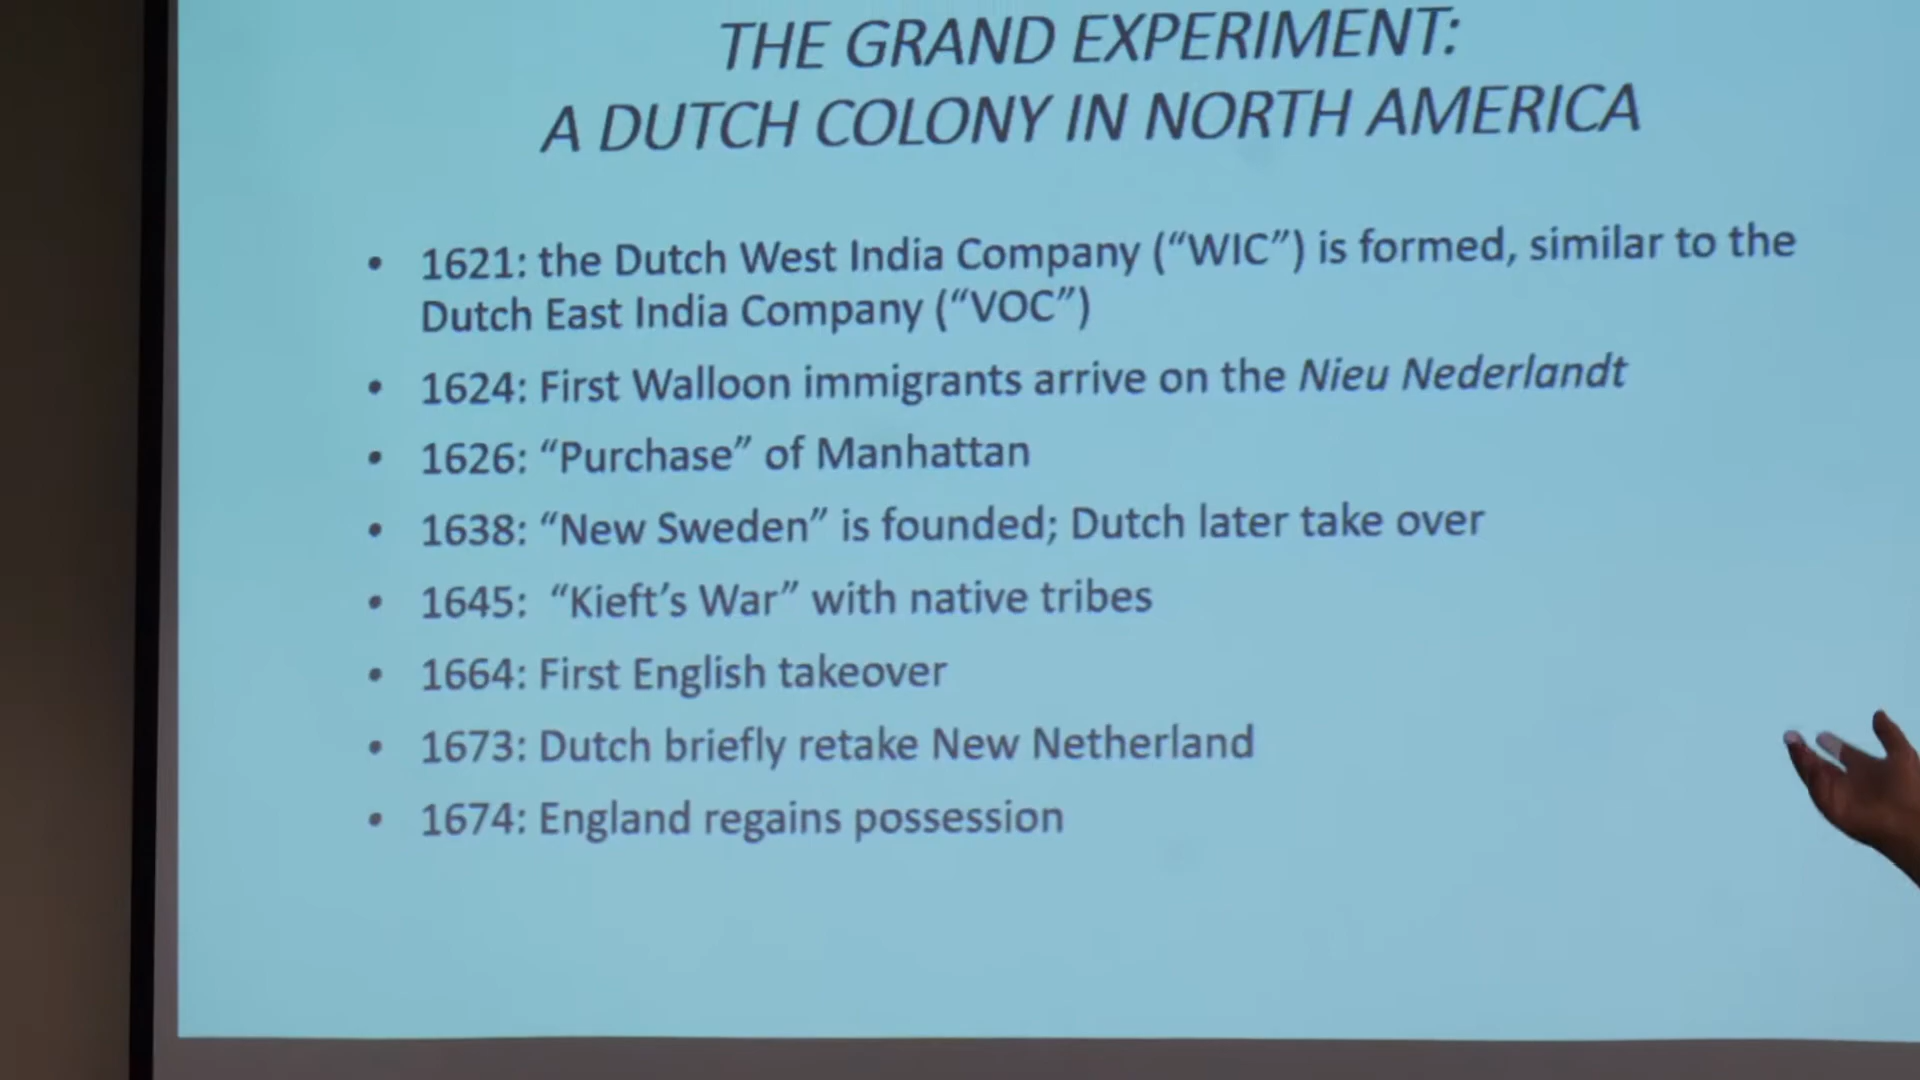 THE GRAND EXPERIMENT:
A DUTCH COLONY IN NORTH AMERICA
• 1621: the Dutch West India Company (“WIC”) is formed, similar to the
Dutch East India Company (“VOC”)
• 1624: First Walloon immigrants arrive on the Nieu Nederlandt
• 1626: “Purchase” of Manhattan
• 1638: “New Sweden” is founded; Dutch later take over
• 1645:  “Kieft’s War” with native tribes
• 1664: First English takeover
• 1673: Dutch briefly retake New Netherland
• 1674: England regains possession